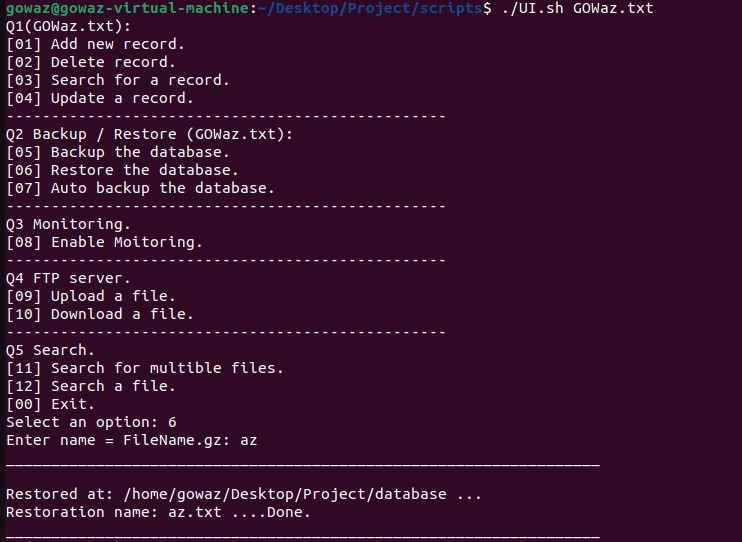 gowaz@gowaz-virtual-machine:~/Desktop/Project/scripts$ ./UI.sh GOWaz.txt
Q1(GOWaz.txt):
[01] Add new record.
[02] Delete record.
[03] Search for a record.
[04] Update a record.
-------------------------------------------------
Q2 Backup / Restore (GOWaz.txt):
[05] Backup the database.
[06] Restore the database.
[07] Auto backup the database.
-------------------------------------------------
Q3 Monitoring.
[08] Enable Moitoring.
-------------------------------------------------
Q4 FTP server.
[09] Upload a file.
[10] Download a file.
-------------------------------------------------
Q5 Search.
[11] Search for multible files.
[12] Search a file.
[00] Exit.
Select an option: 6
Enter name = FileName.gz: az
__________________________________________________________________
Restored at: /home/gowaz/Desktop/Project/database ...
Restoration name: az.txt ....Done.
__________________________________________________________________